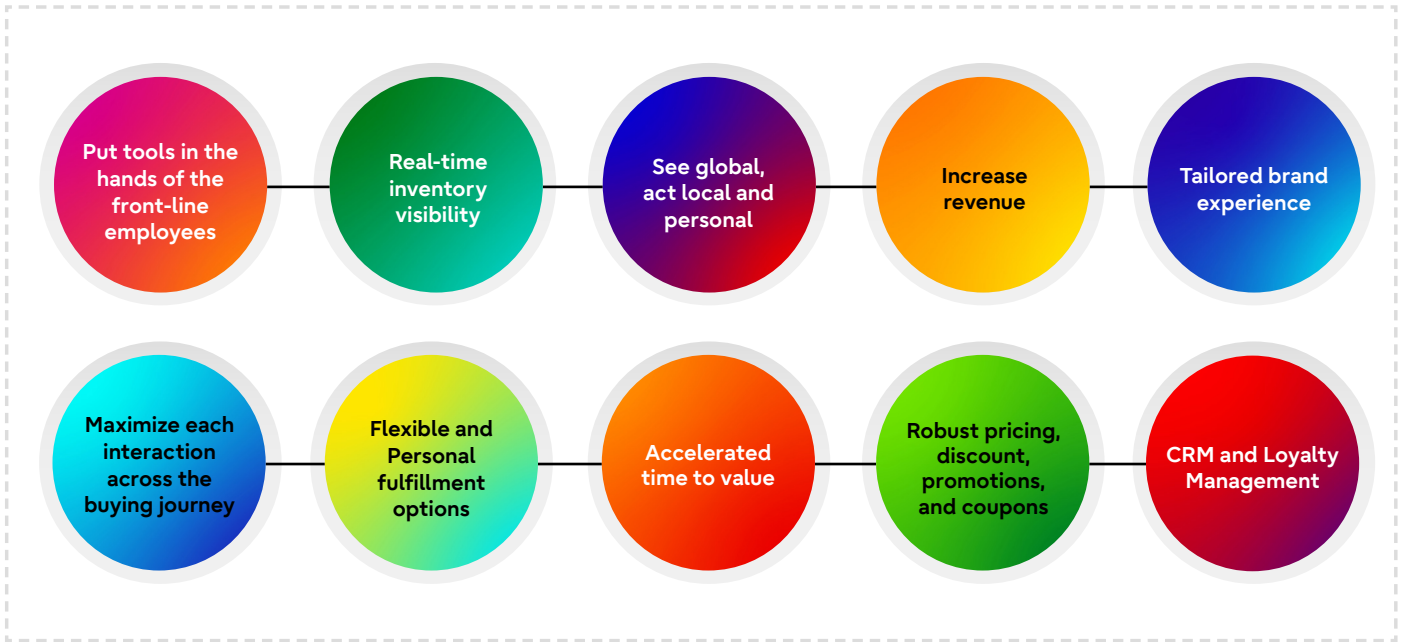 Put tools in the
hands of the
front-line
employees
Real-time
inventory
visibility
See global,
act local and
personal
Increase
revenue
Tailored brand
experience
Maximize each
interaction
across the
buying journey
Flexible and
Personal
fulfillment
options
Accelerated
time to value
Robust pricing,
discount,
promotions,
and coupons
CRM and Loyalty
Management